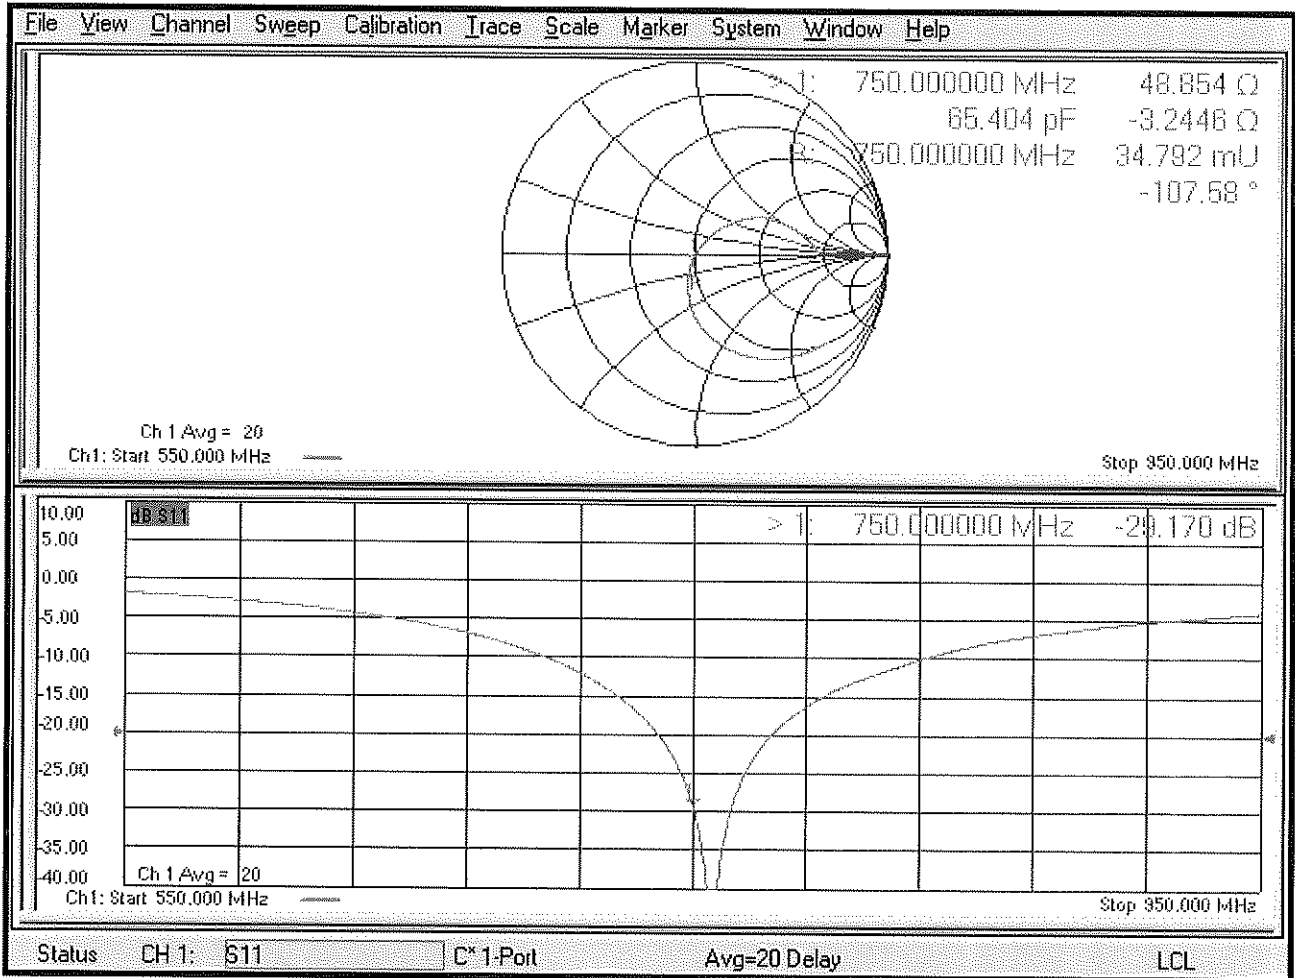 File View Channel Sweep Calibration Trace Scale Marker System Window Help
> 1: 750.000000 MHz 48.854 Ω
65.404 pF -3.2446 Ω
R: 750.000000 MHz 34.792 mU
-107.58 °
Ch 1 Avg = 20
Ch1: Start 550.000 MHz
Stop 950.000 MHz
10.00
dB S11
> 1: 750.000000 MHz -29.170 dB
5.00
0.00
-5.00
-10.00
-15.00
-20.00
-25.00
-30.00
-35.00
-40.00
Ch 1 Avg = 20
Ch1: Start 550.000 MHz
Stop 950.000 MHz
Status CH 1: S11 C* 1-Port Avg=20 Delay LCL